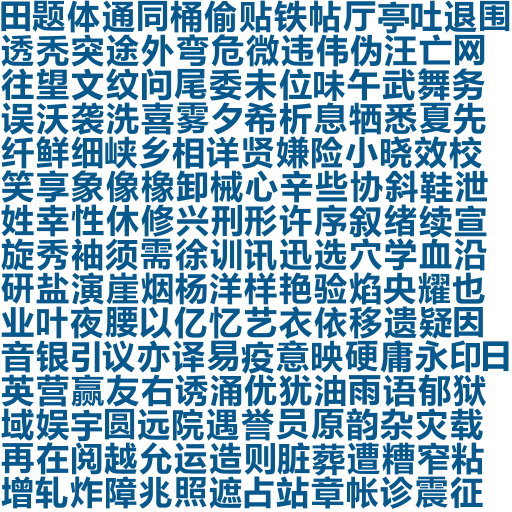 田题体通同桶偷贴铁帖厅亭吐退围
透秃突途外弯危微违伟伪汪亡网
往望文纹问尾委未位味午武舞务
误沃袭洗喜雾夕希析息牺悉夏先
纤鲜细峡乡相详贤嫌险小晓效校
笑享象像橡卸械心辛些协斜鞋泄
姓幸性休修兴刑形许序叙绪续宣
旋秀袖须需徐训讯迅选穴学血沿
研盐演崖烟杨洋样艳验焰央耀也
业叶夜腰以亿忆艺衣依移遗疑因
音银引议亦译易疫意映硬庸永印日
英营赢友右诱涌优犹油雨语郁狱
域娱宇圆远院遇誉员原韵杂灾载
再在阅越允运造则脏葬遭糟窄粘
增轧炸障兆照遮占站章帐诊震征